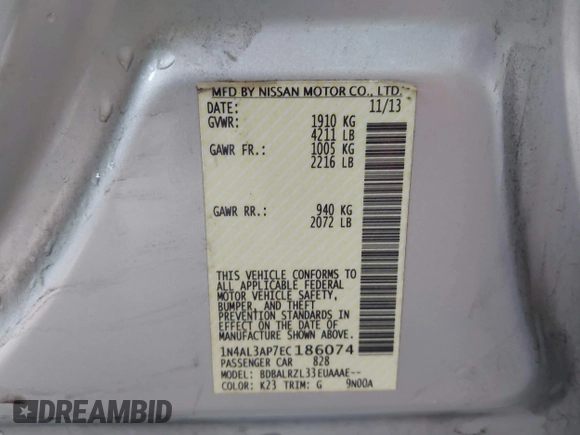 MFD BY NISSAN MOTOR CO., LTD.
DATE: 11/13
GVWR: 1910 KG
4211 LB
GAWR FR.: 1005 KG
2216 LB
GAWR RR.: 940 KG
2072 LB
THIS VEHICLE CONFORMS TO
ALL APPLICABLE FEDERAL
MOTOR VEHICLE SAFETY,
BUMPER, AND THEFT
PREVENTION STANDARDS IN
EFFECT ON THE DATE OF
MANUFACTURE SHOWN ABOVE.
1N4AL3AP7EC186074
PASSENGER CAR 828
MODEL: BDBALRZL33EUAAAE--
COLOR: K23 TRIM: G 9N00A
EPICVIN